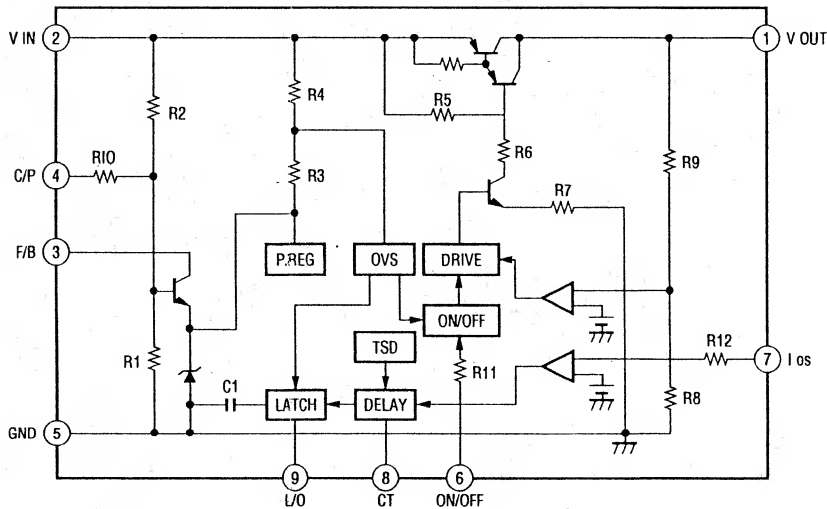 V IN 2
1 V OUT
R4
R2
R5
R6
R9
R10
C/P 4
R3
R7
F/B 3
P.REG
OVS
DRIVE
ON/OFF
TSD
R12
7 I os
R1
R11
C1
LATCH
DELAY
R8
GND 5
9
8
6
L/O
CT
ON/OFF